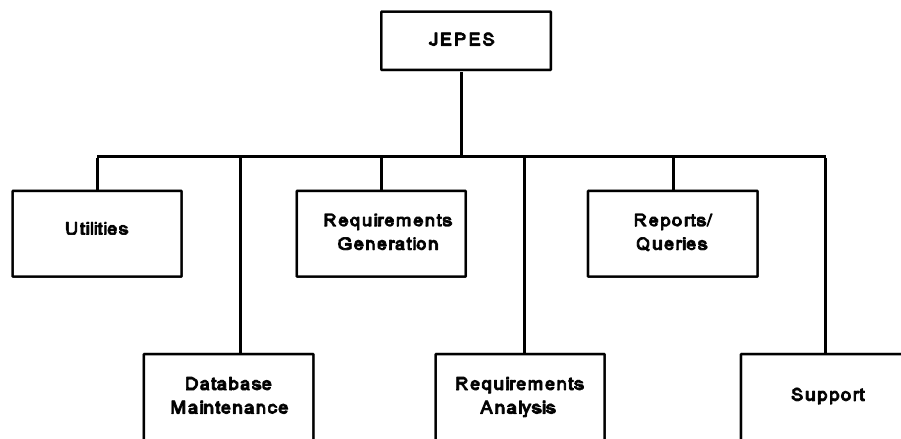 JEPES
Utilities
Requirements
Generation
Reports/
Queries
Database
Maintenance
Requirements
Analysis
Support